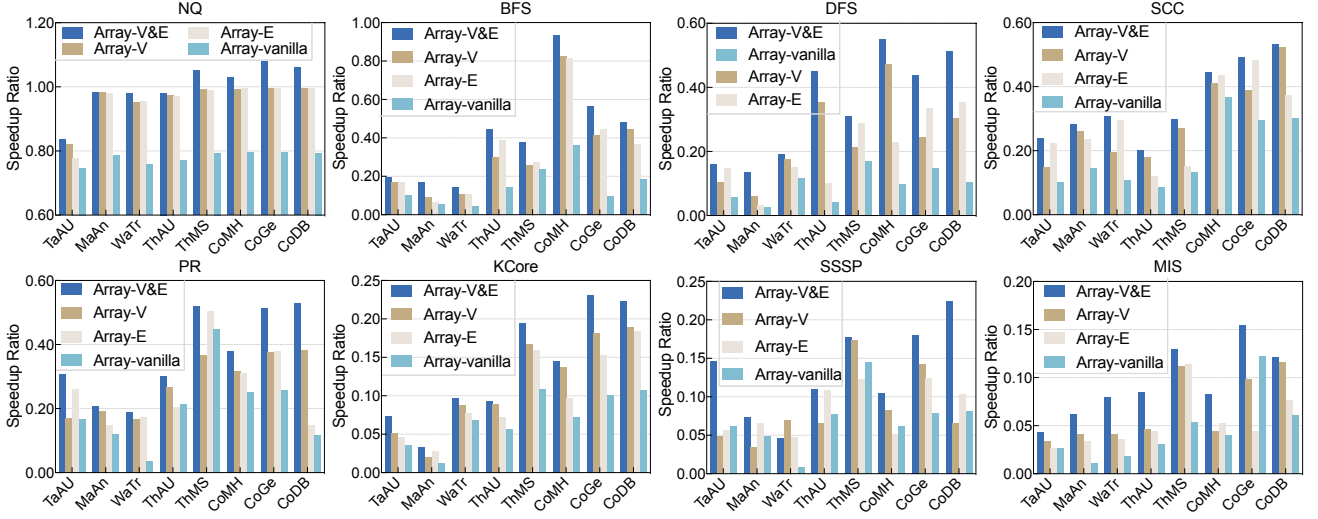 NQ
Speedup Ratio
1.20
1.00
0.80
0.60
Array-V&E
Array-E
Array-V
Array-vanilla
TaAU MaAn WaTr ThAU ThMS CoMH CoGe CoDB
BFS
Speedup Ratio
1.00
0.80
0.60
0.40
0.20
0.00
Array-V&E
Array-V
Array-E
Array-vanilla
TaAU MaAn WaTr ThAU ThMS CoMH CoGe CoDB
DFS
Speedup Ratio
0.60
0.40
0.20
0.00
Array-V&E
Array-vanilla
Array-V
Array-E
TaAU MaAn WaTr ThAU ThMS CoMH CoGe CoDB
SCC
Speedup Ratio
0.60
0.40
0.20
0.00
Array-V&E
Array-V
Array-E
Array-vanilla
TaAU MaAn WaTr ThAU ThMS CoMH CoGe CoDB
PR
Speedup Ratio
0.60
0.40
0.20
0.00
Array-V&E
Array-V
Array-E
Array-vanilla
TaAU MaAn WaTr ThAU ThMS CoMH CoGe CoDB
KCore
Speedup Ratio
0.25
0.20
0.15
0.10
0.05
0.00
Array-V&E
Array-V
Array-E
Array-vanilla
TaAU MaAn WaTr ThAU ThMS CoMH CoGe CoDB
SSSP
Speedup Ratio
0.25
0.20
0.15
0.10
0.05
0.00
Array-V&E
Array-V
Array-E
Array-vanilla
TaAU MaAn WaTr ThAU ThMS CoMH CoGe CoDB
MIS
Speedup Ratio
0.20
0.15
0.10
0.05
0.00
Array-V&E
Array-V
Array-E
Array-vanilla
TaAU MaAn WaTr ThAU ThMS CoMH CoGe CoDB